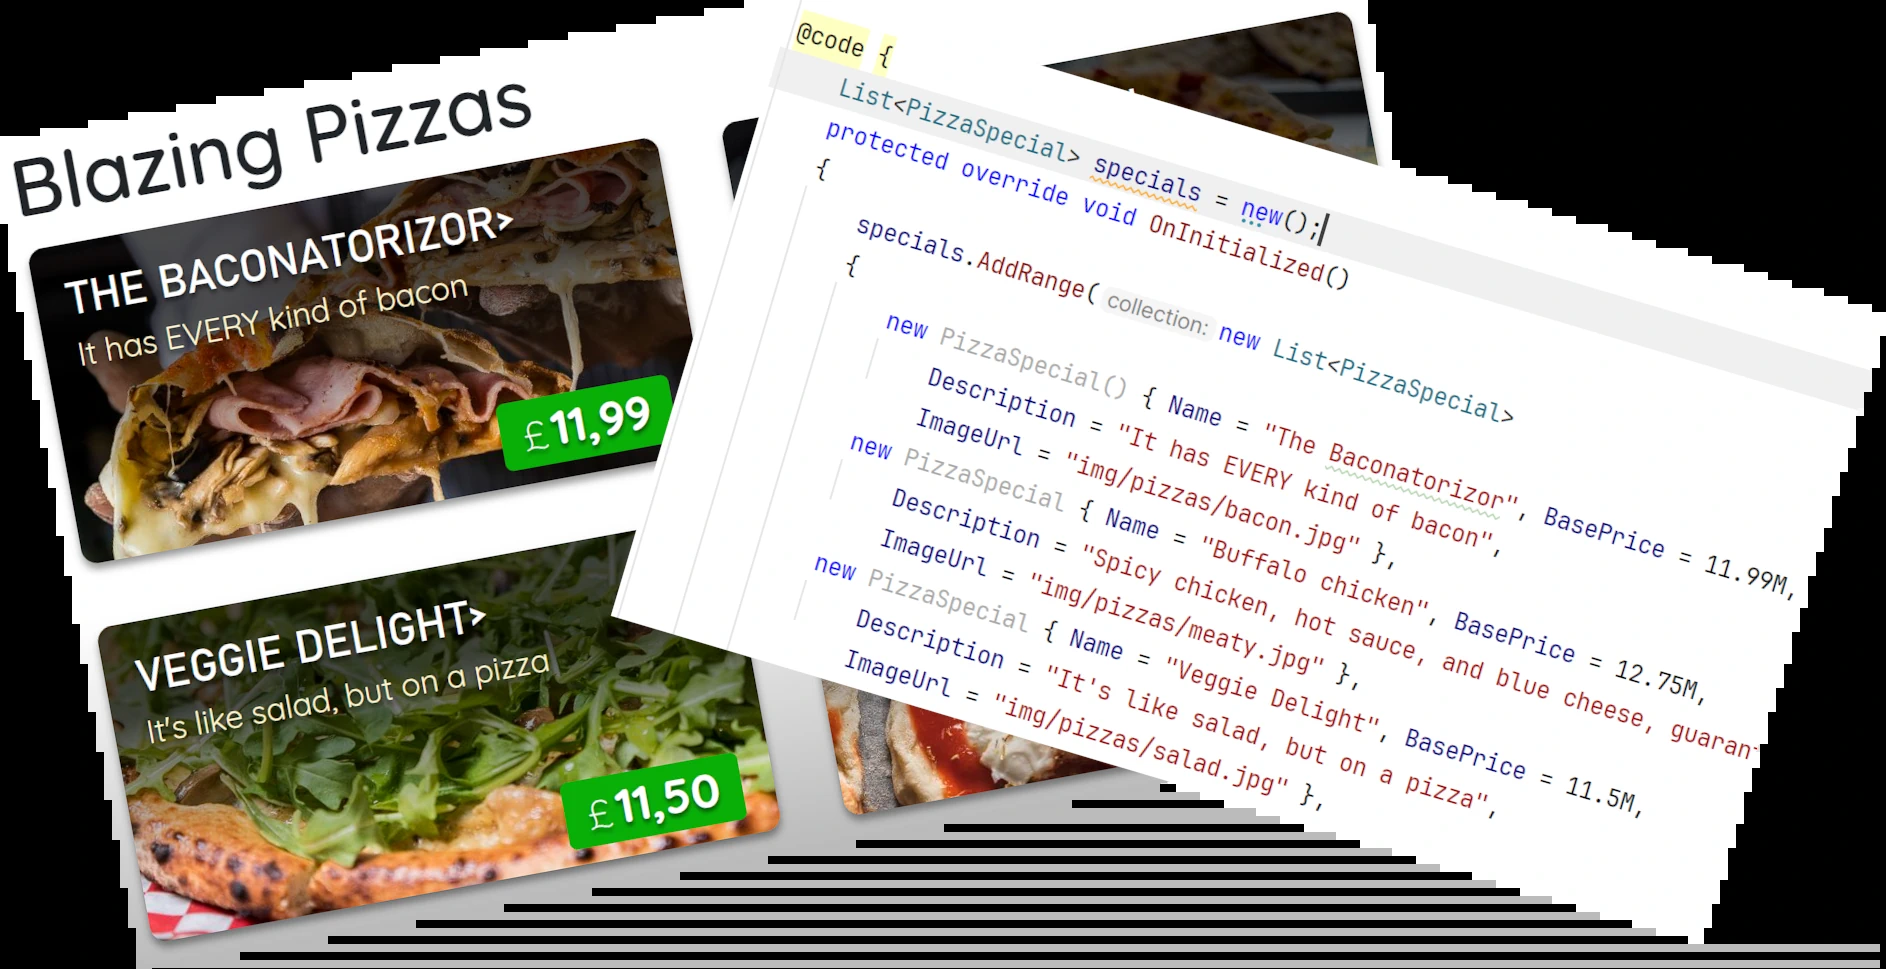 Blazing Pizzas
THE BACONATORIZOR>
It has EVERY kind of bacon
£11,99
VEGGIE DELIGHT>
It's like salad, but on a pizza
£11,50
@code {
List<PizzaSpecial> specials = new();
protected override void OnInitialized()
{
specials.AddRange( collection: new List<PizzaSpecial>
{
new PizzaSpecial() { Name = "The Baconatorizor", BasePrice = 11.99M,
Description = "It has EVERY kind of bacon",
ImageUrl = "img/pizzas/bacon.jpg" },
new PizzaSpecial { Name = "Buffalo chicken", BasePrice = 12.75M,
Description = "Spicy chicken, hot sauce, and blue cheese, guaran
ImageUrl = "img/pizzas/meaty.jpg" },
new PizzaSpecial { Name = "Veggie Delight", BasePrice = 11.5M,
Description = "It's like salad, but on a pizza",
ImageUrl = "img/pizzas/salad.jpg" },